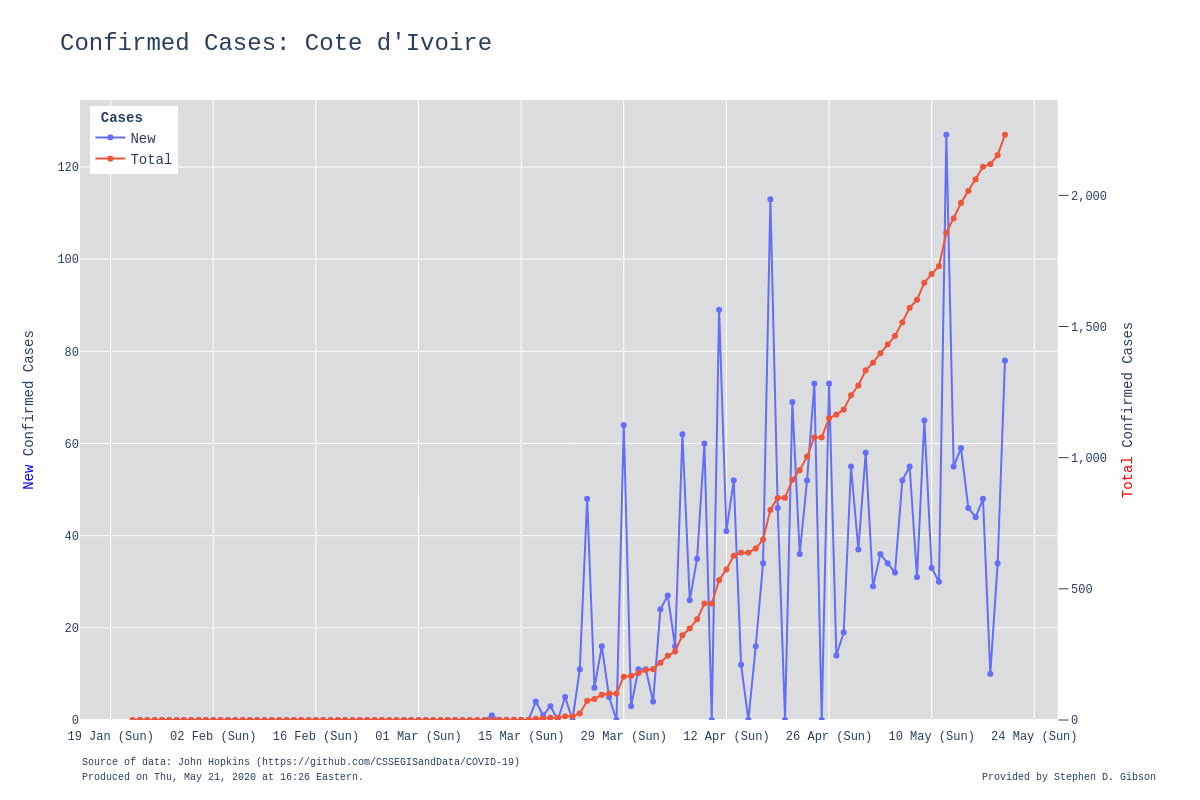 Confirmed Cases: Cote d'Ivoire
Cases
New
Total
120
100
80
60
40
20
0
2,000
1,500
1,000
500
0
New Confirmed Cases
Total Confirmed Cases
19 Jan (Sun) 02 Feb (Sun) 16 Feb (Sun) 01 Mar (Sun) 15 Mar (Sun) 29 Mar (Sun) 12 Apr (Sun) 26 Apr (Sun) 10 May (Sun) 24 May (Sun)
Source of data: John Hopkins (https://github.com/CSSEGISandData/COVID-19)
Produced on Thu, May 21, 2020 at 16:26 Eastern.
Provided by Stephen D. Gibson